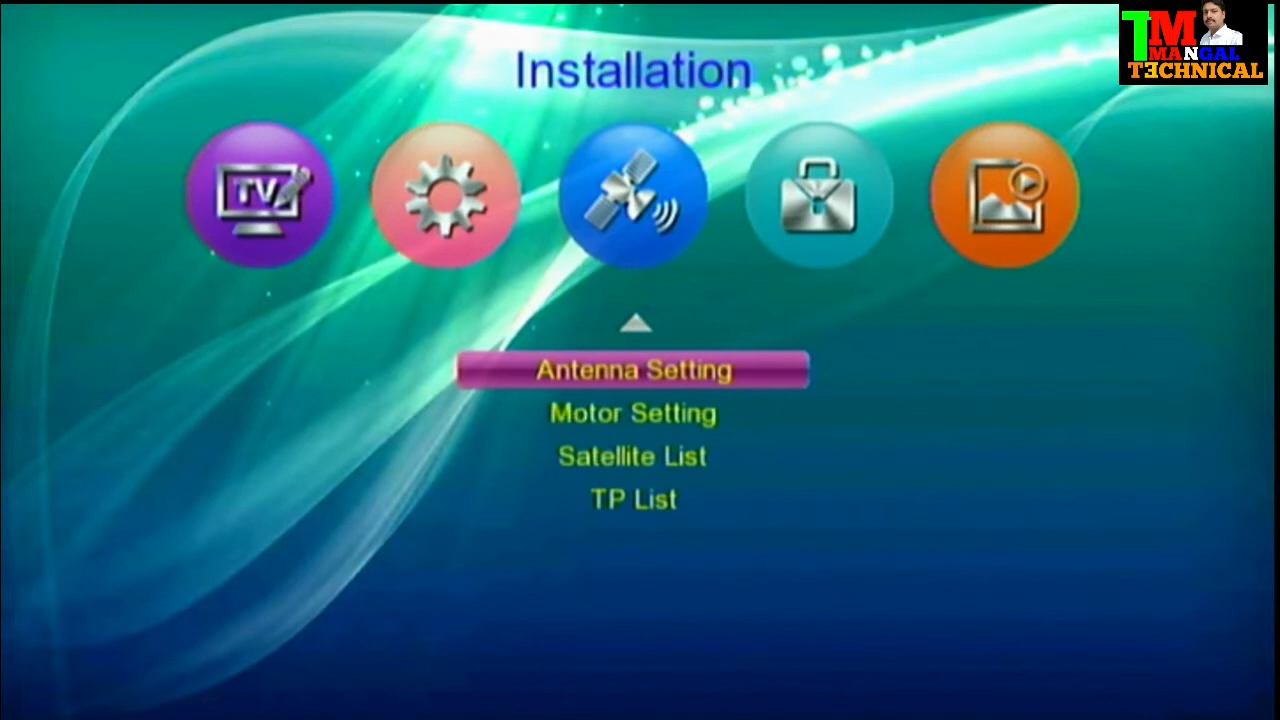 TM
MANGAL
TECHNICAL
Installation
TV
Antenna Setting
Motor Setting
Satellite List
TP List